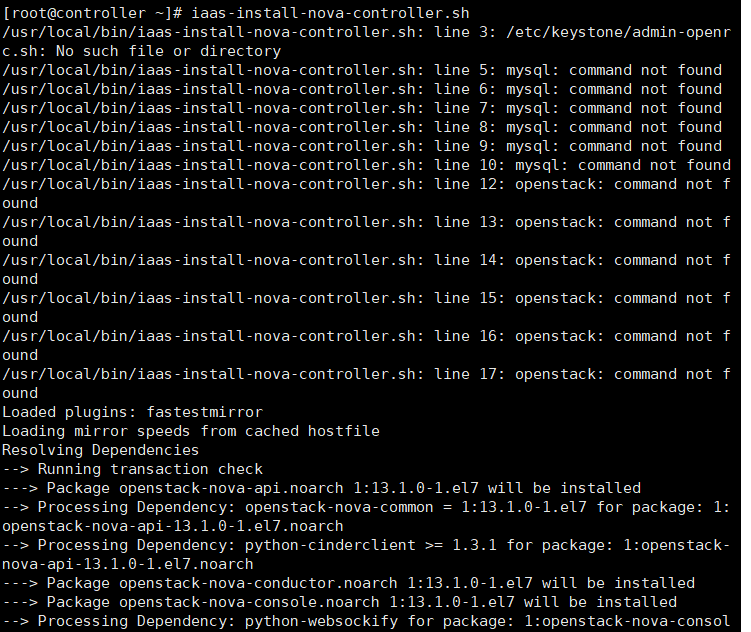 [root@controller ~]# iaas-install-nova-controller.sh
/usr/local/bin/iaas-install-nova-controller.sh: line 3: /etc/keystone/admin-openr
c.sh: No such file or directory
/usr/local/bin/iaas-install-nova-controller.sh: line 5: mysql: command not found
/usr/local/bin/iaas-install-nova-controller.sh: line 6: mysql: command not found
/usr/local/bin/iaas-install-nova-controller.sh: line 7: mysql: command not found
/usr/local/bin/iaas-install-nova-controller.sh: line 8: mysql: command not found
/usr/local/bin/iaas-install-nova-controller.sh: line 9: mysql: command not found
/usr/local/bin/iaas-install-nova-controller.sh: line 10: mysql: command not found
/usr/local/bin/iaas-install-nova-controller.sh: line 12: openstack: command not f
ound
/usr/local/bin/iaas-install-nova-controller.sh: line 13: openstack: command not f
ound
/usr/local/bin/iaas-install-nova-controller.sh: line 14: openstack: command not f
ound
/usr/local/bin/iaas-install-nova-controller.sh: line 15: openstack: command not f
ound
/usr/local/bin/iaas-install-nova-controller.sh: line 16: openstack: command not f
ound
/usr/local/bin/iaas-install-nova-controller.sh: line 17: openstack: command not f
ound
Loaded plugins: fastestmirror
Loading mirror speeds from cached hostfile
Resolving Dependencies
--> Running transaction check
---> Package openstack-nova-api.noarch 1:13.1.0-1.el7 will be installed
--> Processing Dependency: openstack-nova-common = 1:13.1.0-1.el7 for package: 1:
openstack-nova-api-13.1.0-1.el7.noarch
--> Processing Dependency: python-cinderclient >= 1.3.1 for package: 1:openstack-
nova-api-13.1.0-1.el7.noarch
---> Package openstack-nova-conductor.noarch 1:13.1.0-1.el7 will be installed
---> Package openstack-nova-console.noarch 1:13.1.0-1.el7 will be installed
--> Processing Dependency: python-websockify for package: 1:openstack-nova-consol